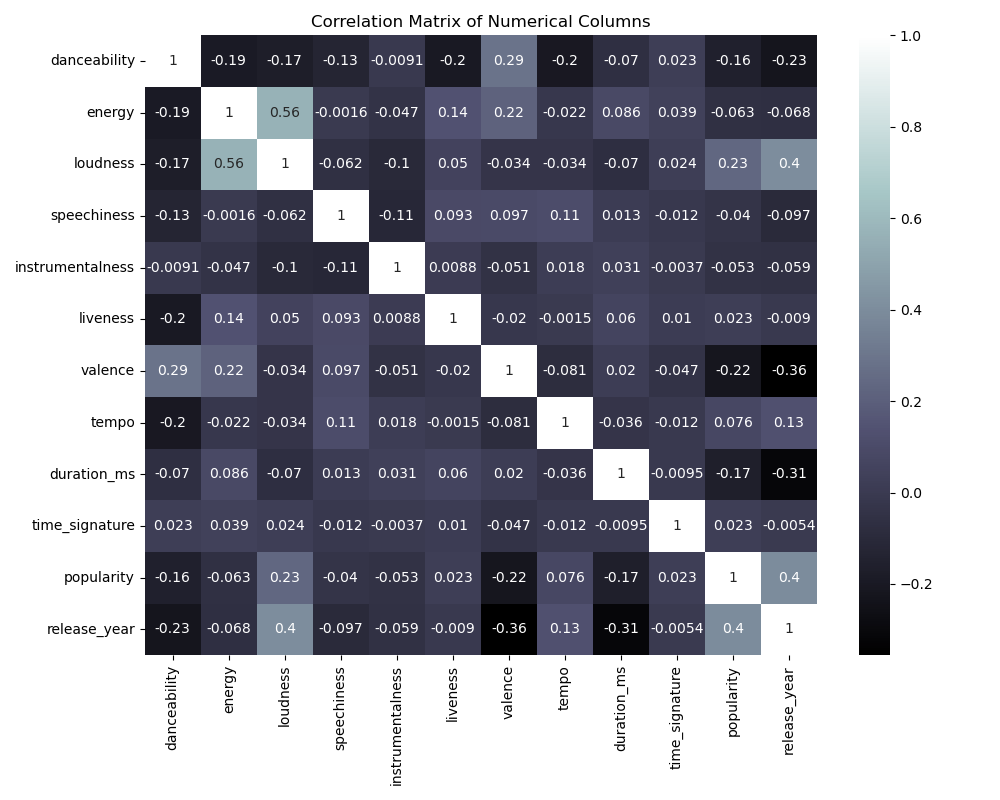 Correlation Matrix of Numerical Columns
danceability 1 -0.19 -0.17 -0.13 -0.0091 -0.2 0.29 -0.2 -0.07 0.023 -0.16 -0.23
energy -0.19 1 0.56 -0.0016 -0.047 0.14 0.22 -0.022 0.086 0.039 -0.063 -0.068
loudness -0.17 0.56 1 -0.062 -0.1 0.05 -0.034 -0.034 -0.07 0.024 0.23 0.4
speechiness -0.13 -0.0016 -0.062 1 -0.11 0.093 0.097 0.11 0.013 -0.012 -0.04 -0.097
instrumentalness -0.0091 -0.047 -0.1 -0.11 1 0.0088 -0.051 0.018 0.031 -0.0037 -0.053 -0.059
liveness -0.2 0.14 0.05 0.093 0.0088 1 -0.02 -0.0015 0.06 0.01 0.023 -0.009
valence 0.29 0.22 -0.034 0.097 -0.051 -0.02 1 -0.081 0.02 -0.047 -0.22 -0.36
tempo -0.2 -0.022 -0.034 0.11 0.018 -0.0015 -0.081 1 -0.036 -0.012 0.076 0.13
duration_ms -0.07 0.086 -0.07 0.013 0.031 0.06 0.02 -0.036 1 -0.0095 -0.17 -0.31
time_signature 0.023 0.039 0.024 -0.012 -0.0037 0.01 -0.047 -0.012 -0.0095 1 0.023 -0.0054
popularity -0.16 -0.063 0.23 -0.04 -0.053 0.023 -0.22 0.076 -0.17 0.023 1 0.4
release_year -0.23 -0.068 0.4 -0.097 -0.059 -0.009 -0.36 0.13 -0.31 -0.0054 0.4 1
danceability
energy
loudness
speechiness
instrumentalness
liveness
valence
tempo
duration_ms
time_signature
popularity
release_year
1.0
0.8
0.6
0.4
0.2
0.0
−0.2